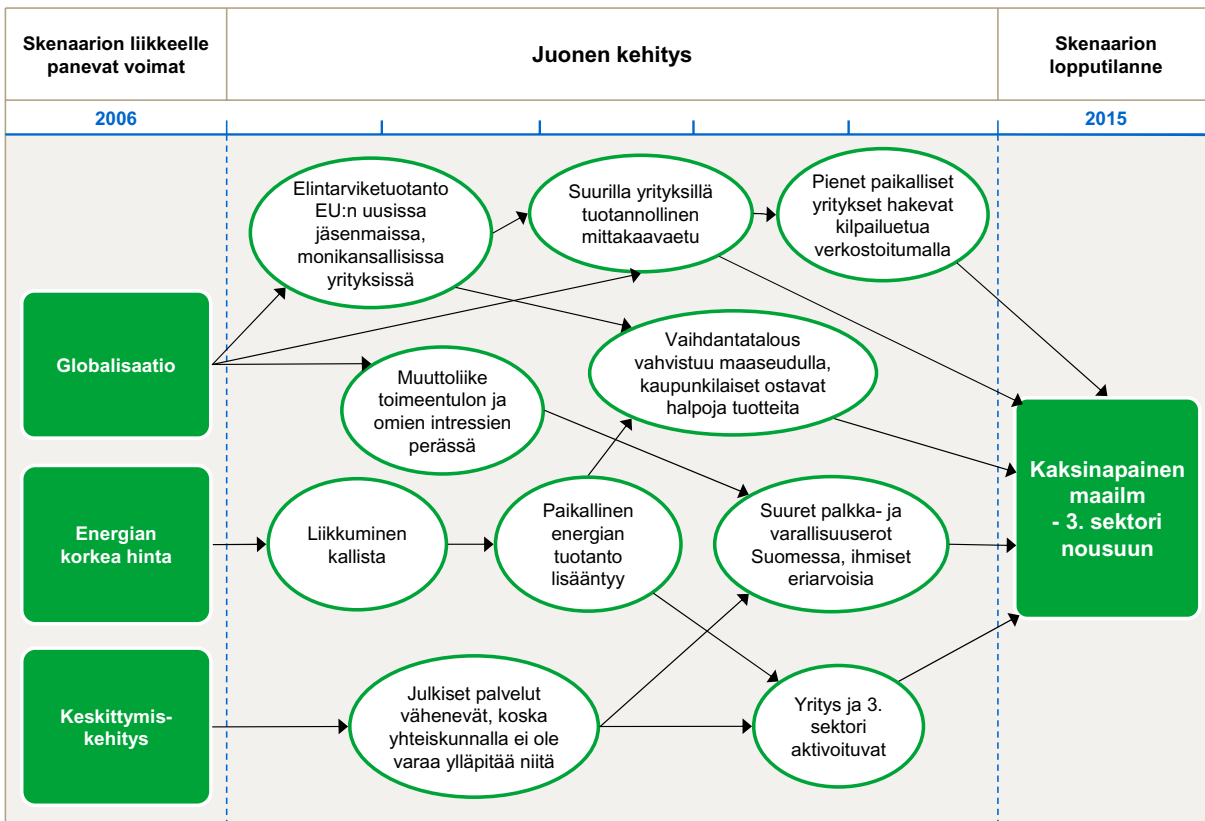 Skenaarion liikkeelle
panevat voimat
Juonen kehitys
Skenaarion
lopputilanne
2006
2015
Globalisaatio
Energian
korkea hinta
Keskittymis-
kehitys
Elintarviketuotanto
EU:n uusissa
jäsenmaissa,
monikansallisissa
yrityksissä
Suurilla yrityksillä
tuotannollinen
mittakaavaetu
Pienet paikalliset
yritykset hakevat
kilpailuetua
verkostoitumalla
Muuttoliike
toimeentulon ja
omien intressien
perässä
Vaihdantatalous
vahvistuu maaseudulla,
kaupunkilaiset ostavat
halpoja tuotteita
Liikkuminen
kallista
Paikallinen
energian
tuotanto
lisääntyy
Suuret palkka- ja
varallisuuserot
Suomessa, ihmiset
eriarvoisia
Julkiset palvelut
vähenevät, koska
yhteiskunnalla ei ole
varaa ylläpitää niitä
Yritys ja 3.
sektori
aktivoituvat
Kaksinapainen
maailm
- 3. sektori
nousuun